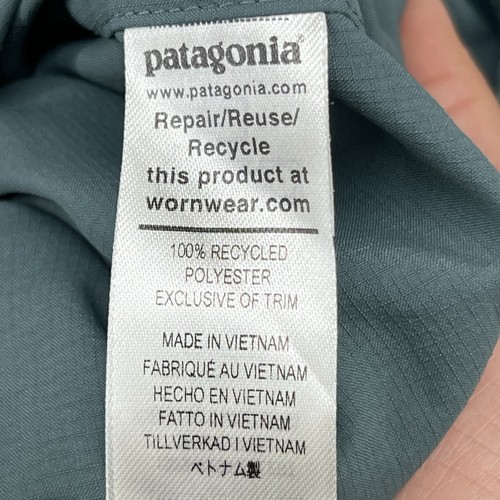 patagonia®
www.patagonia.com
Repair/Reuse/
Recycle
this product at
wornwear.com
100% RECYCLED
POLYESTER
EXCLUSIVE OF TRIM
MADE IN VIETNAM
FABRIQUÉ AU VIETNAM
HECHO EN VIETNAM
FATTO IN VIETNAM
TILLVERKAD I VIETNAM
ベトナム製